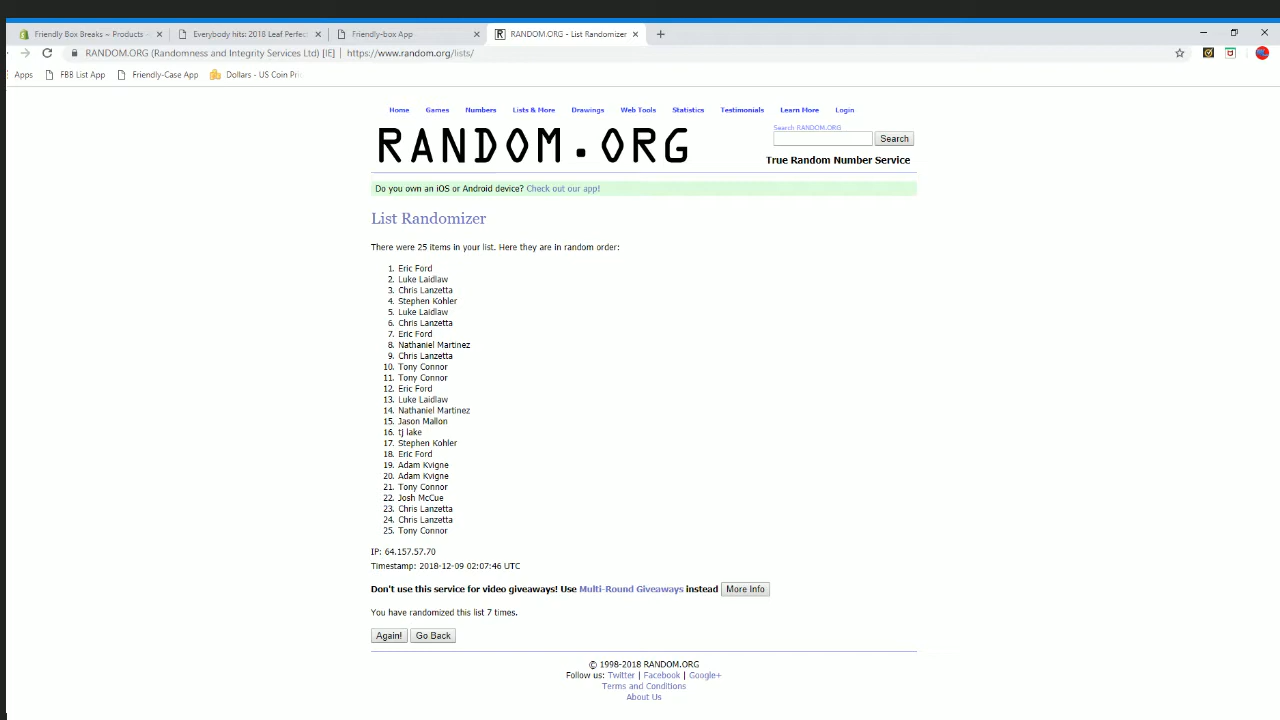 Friendly Box Breaks – Products –
Everybody hits: 2018 Leaf Perfec
Friendly-box App
RANDOM.ORG - List Randomizer
RANDOM.ORG (Randomness and Integrity Services Ltd) [IE] | https://www.random.org/lists/
Apps
FBB List App
Friendly-Case App
Dollars - US Coin Pri
Home Games Numbers Lists & More Drawings Web Tools Statistics Testimonials Learn More Login
RANDOM.ORG
Search RANDOM.ORG
Search
True Random Number Service
Do you own an iOS or Android device? Check out our app!
List Randomizer
There were 25 items in your list. Here they are in random order:
1. Eric Ford
2. Luke Laidlaw
3. Chris Lanzetta
4. Stephen Kohler
5. Luke Laidlaw
6. Chris Lanzetta
7. Eric Ford
8. Nathaniel Martinez
9. Chris Lanzetta
10. Tony Connor
11. Tony Connor
12. Eric Ford
13. Luke Laidlaw
14. Nathaniel Martinez
15. Jason Mallon
16. tj lake
17. Stephen Kohler
18. Eric Ford
19. Adam Kvigne
20. Adam Kvigne
21. Tony Connor
22. Josh McCue
23. Chris Lanzetta
24. Chris Lanzetta
25. Tony Connor
IP: 64.157.57.70
Timestamp: 2018-12-09 02:07:46 UTC
Don't use this service for video giveaways! Use Multi-Round Giveaways instead More Info
You have randomized this list 7 times.
Again! Go Back
© 1998-2018 RANDOM.ORG
Follow us: Twitter | Facebook | Google+
Terms and Conditions
About Us